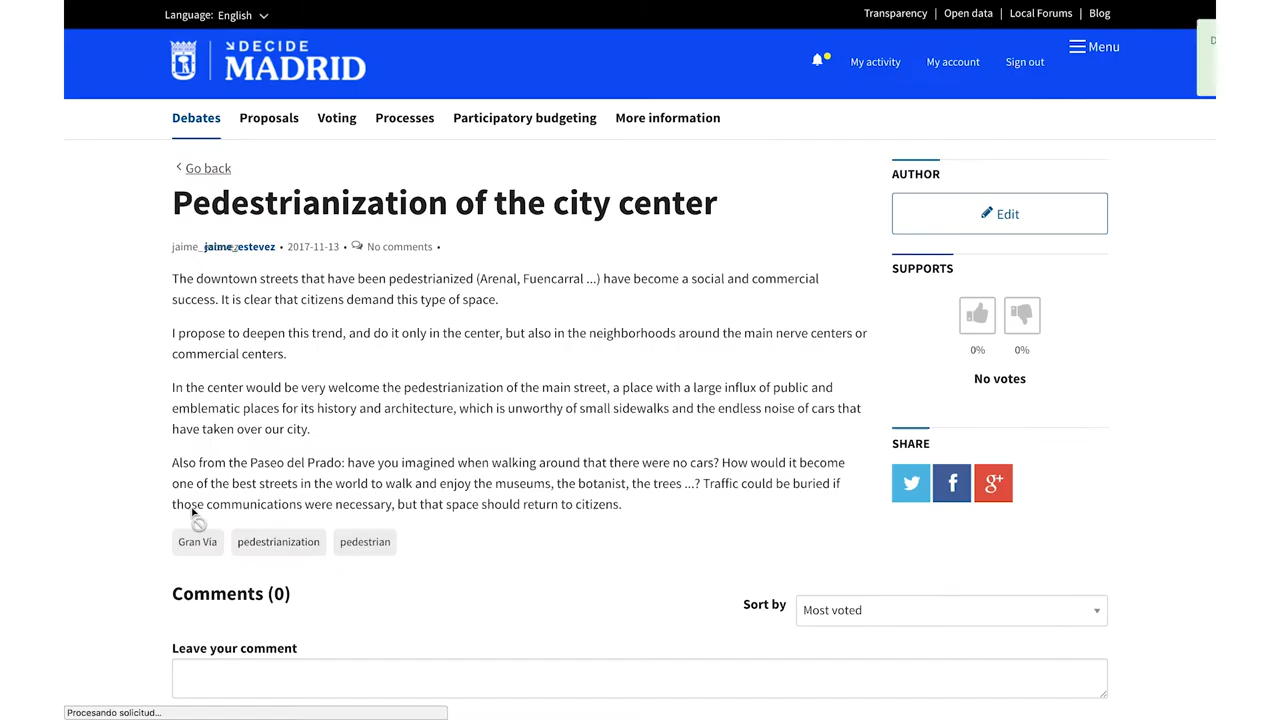 Language: English
Transparency | Open data | Local Forums | Blog
DECIDE
MADRID
My activity
My account
Sign out
Menu
Debates
Proposals
Voting
Processes
Participatory budgeting
More information
Go back
Pedestrianization of the city center
jaime_estevez • 2017-11-13 • No comments •
The downtown streets that have been pedestrianized (Arenal, Fuencarral ...) have become a social and commercial
success. It is clear that citizens demand this type of space.
I propose to deepen this trend, and do it only in the center, but also in the neighborhoods around the main nerve centers or
commercial centers.
In the center would be very welcome the pedestrianization of the main street, a place with a large influx of public and
emblematic places for its history and architecture, which is unworthy of small sidewalks and the endless noise of cars that
have taken over our city.
Also from the Paseo del Prado: have you imagined when walking around that there were no cars? How would it become
one of the best streets in the world to walk and enjoy the museums, the botanist, the trees ...? Traffic could be buried if
those communications were necessary, but that space should return to citizens.
Gran Vía
pedestrianization
pedestrian
AUTHOR
Edit
SUPPORTS
0%
0%
No votes
SHARE
Comments (0)
Sort by
Most voted
Leave your comment
Procesando solicitud...